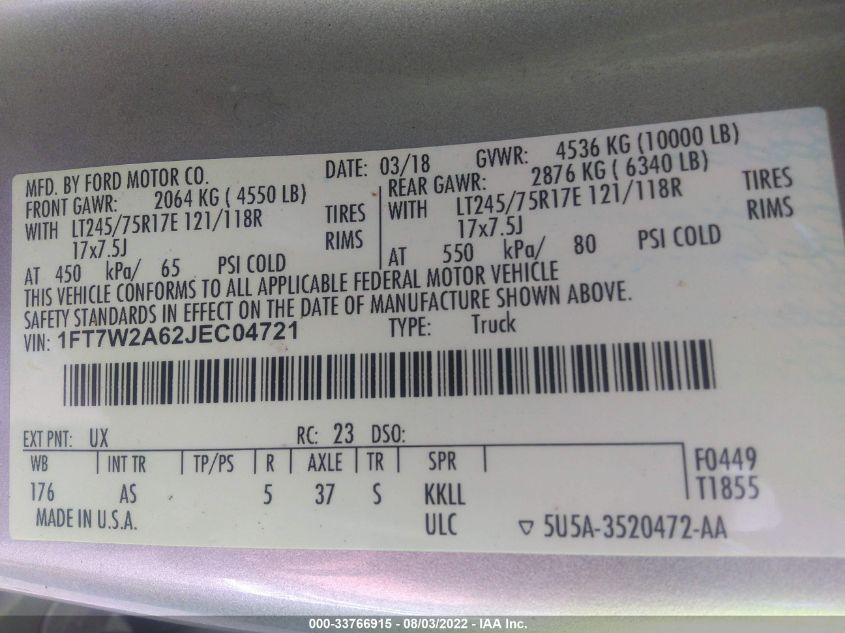 MFD. BY FORD MOTOR CO. DATE: 03/18 GVWR: 4536 KG (10000 LB)
FRONT GAWR: 2064 KG ( 4550 LB) REAR GAWR: 2876 KG ( 6340 LB)
WITH LT245/75R17E 121/118R TIRES WITH LT245/75R17E 121/118R TIRES
17x7.5J RIMS 17x7.5J RIMS
AT 450 kPa/ 65 PSI COLD AT 550 kPa/ 80 PSI COLD
THIS VEHICLE CONFORMS TO ALL APPLICABLE FEDERAL MOTOR VEHICLE
SAFETY STANDARDS IN EFFECT ON THE DATE OF MANUFACTURE SHOWN ABOVE.
VIN: 1FT7W2A62JEC04721 TYPE: Truck
EXT PNT: UX RC: 23 DSO:
WB INT TR TP/PS R AXLE TR SPR F0449
176 AS 5 37 S KKLL T1855
MADE IN U.S.A. ULC 5U5A-3520472-AA
000-33766915 - 08/03/2022 - IAA Inc.